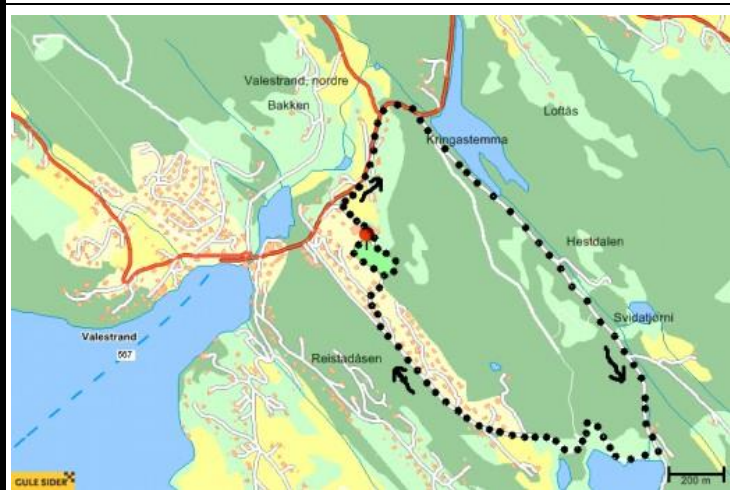 Valestrand, nordre
Bakken
Loftås
Kringastemma
Hestdalen
Svidatjørni
Valestrand
567
Reistadåsen
GULE SIDER
200 m